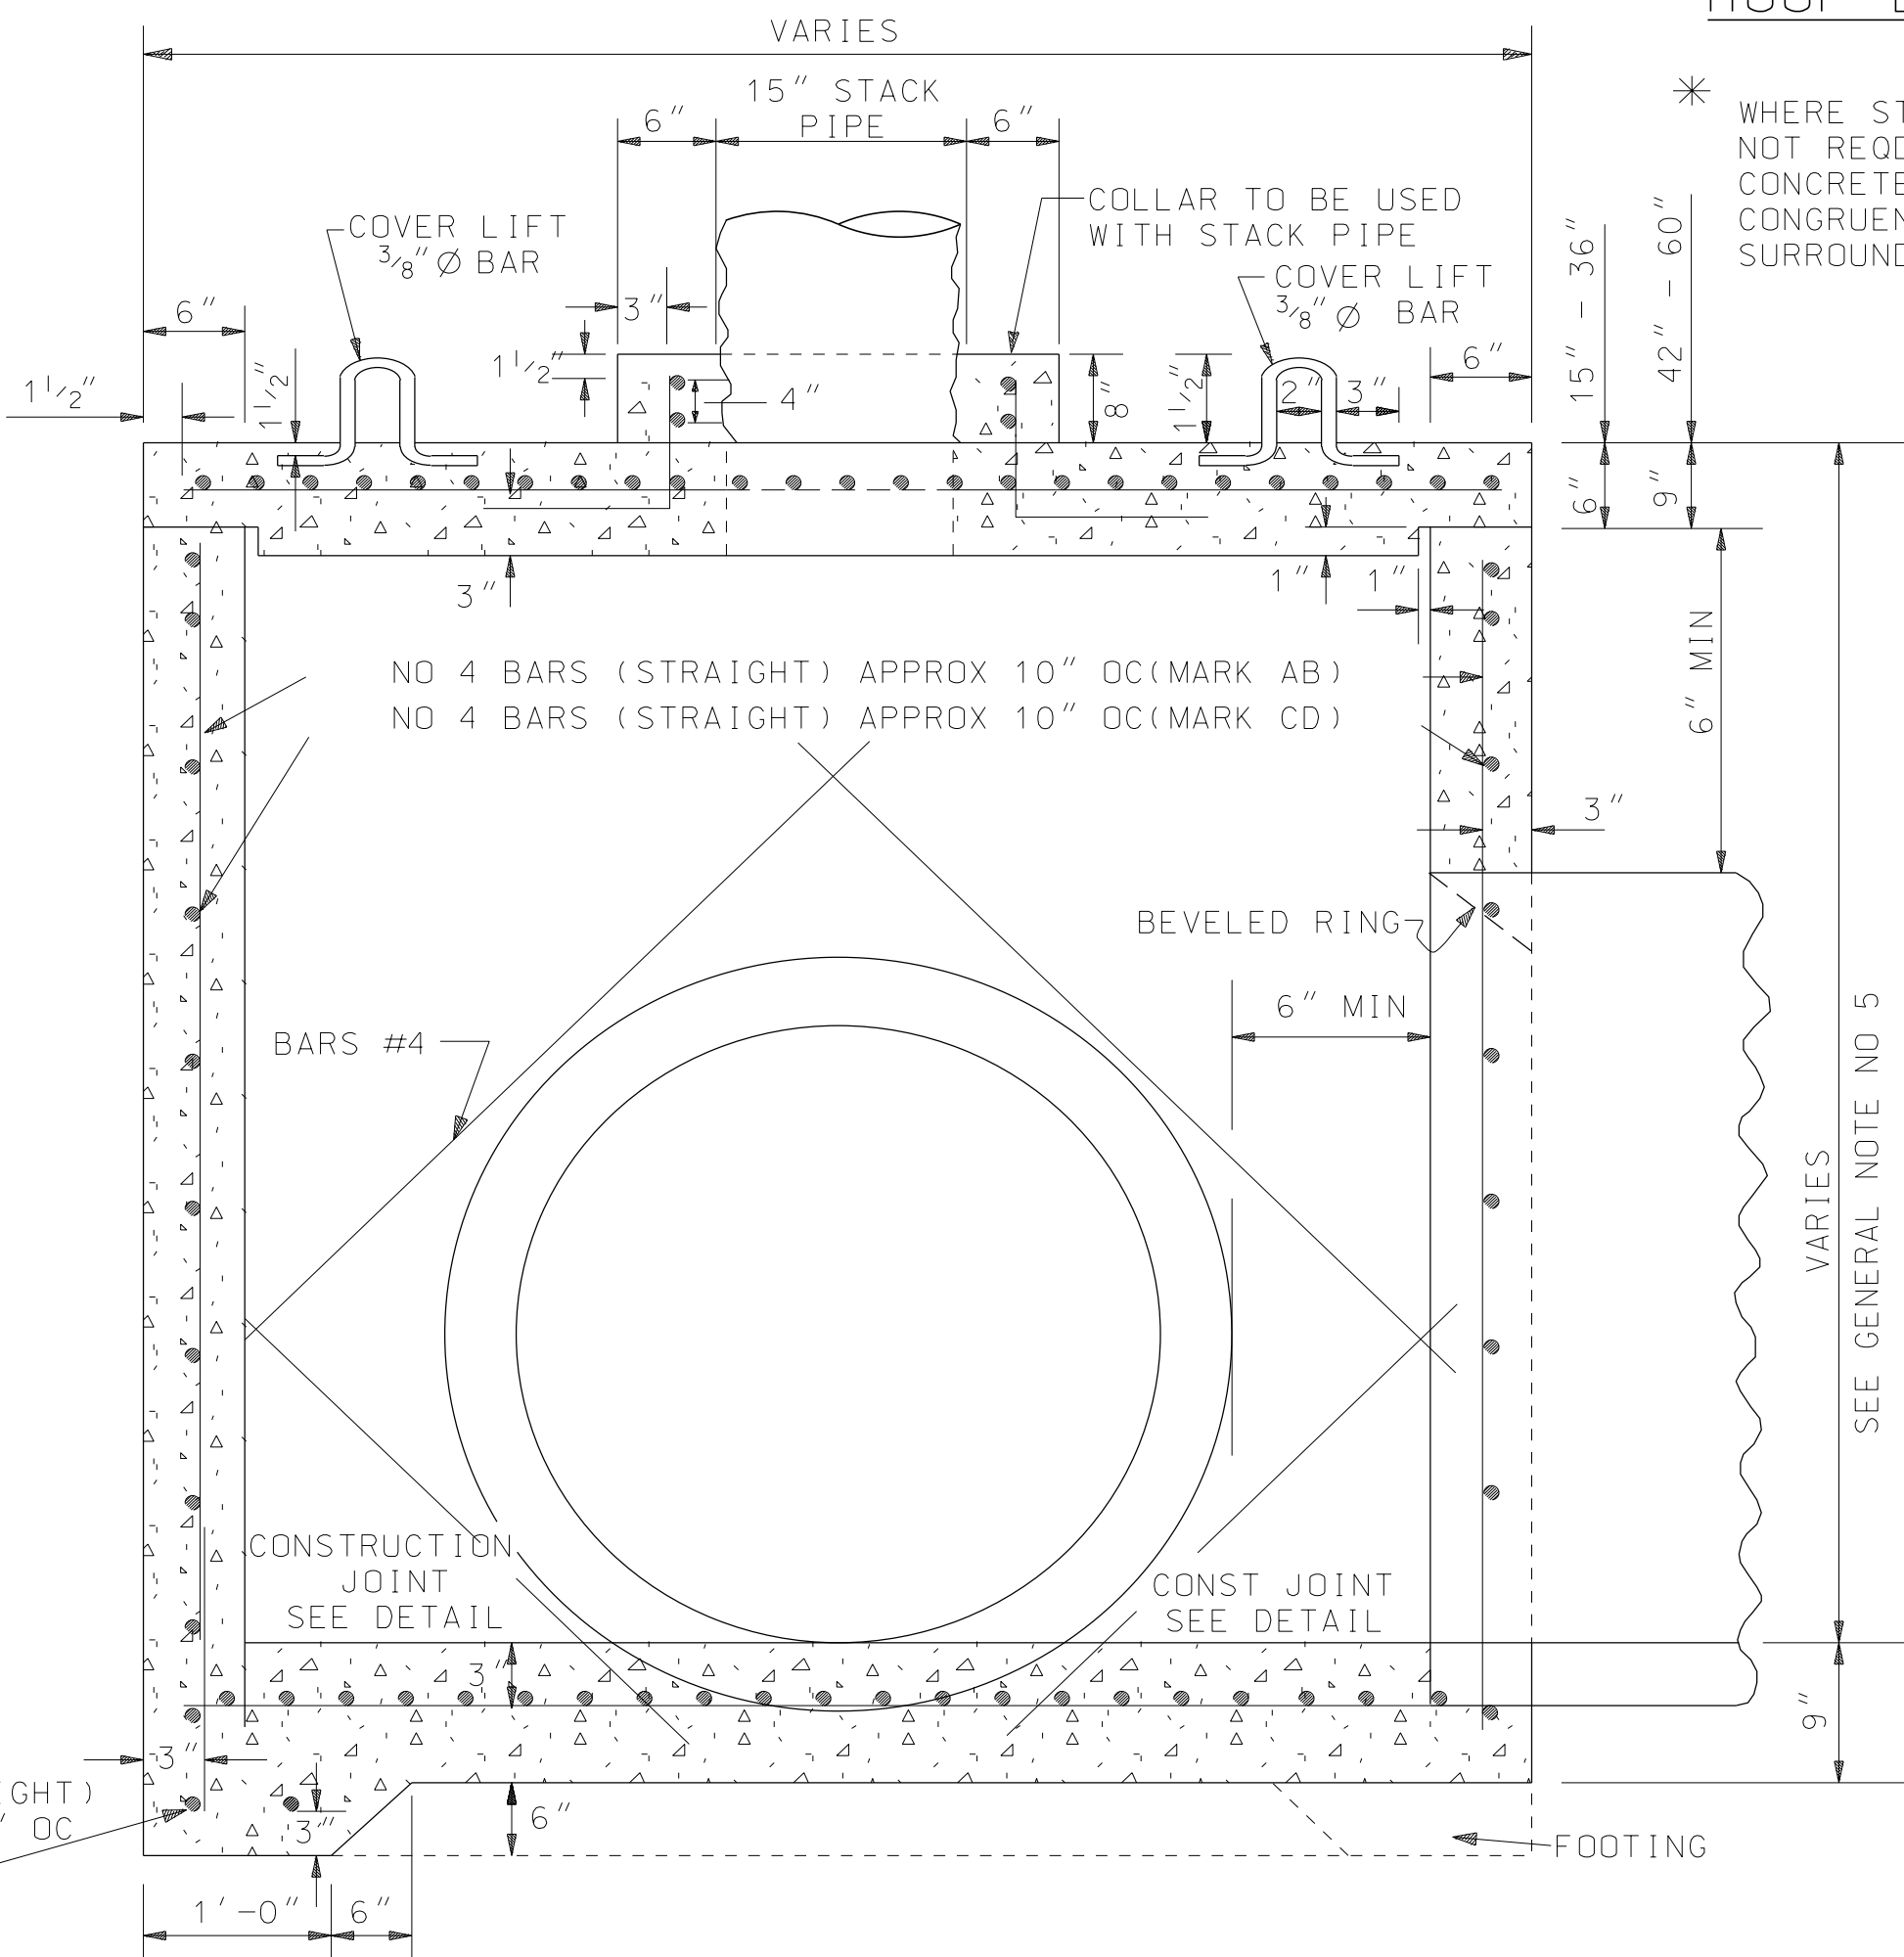 VARIES
15" STACK
PIPE
6"
6"
WHERE
NOT
CONCRETE
COLLAR TO BE USED
WITH STACK PIPE
COVER LIFT
3/8" Ø BAR
COVER LIFT
3/8" Ø BAR
15" - 36"
42" - 60"
6"
3"
1 1/2"
1 1/2"
1 1/2"
4"
8"
1 1/2"
2"
3"
6"
6"
9"
3"
1"
1"
6" MIN
NO 4 BARS (STRAIGHT) APPROX 10" OC(MARK AB)
NO 4 BARS (STRAIGHT) APPROX 10" OC(MARK CD)
3"
BEVELED RING
6" MIN
BARS #4
VARIES
SEE GENERAL NOTE NO 5
CONSTRUCTION
JOINT
SEE DETAIL
CONST JOINT
SEE DETAIL
3"
9"
3"
OC
3"
6"
FOOTING
1'-0"
6"